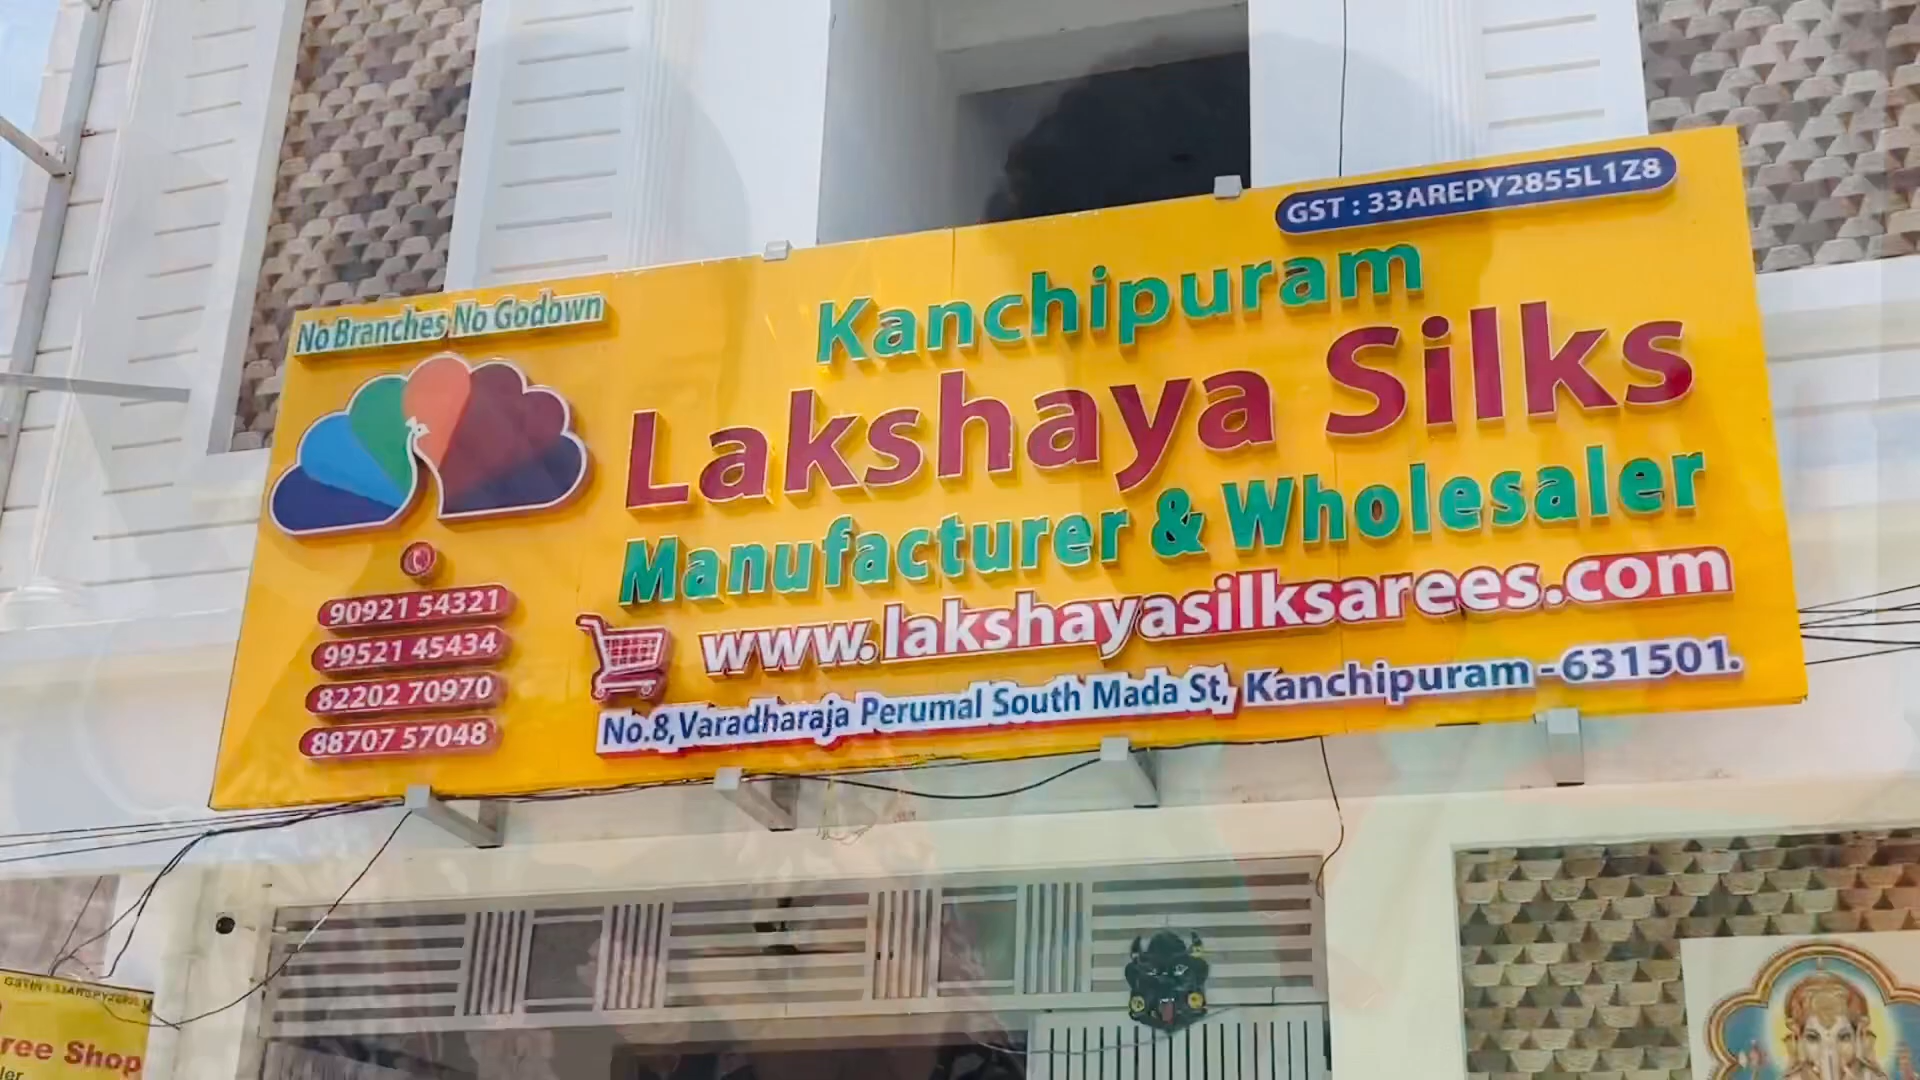 GST : 33AREPY2855L1Z8
No Branches No Godown
Kanchipuram
Lakshaya Silks
Manufacturer & Wholesaler
www.lakshayasilksarees.com
No.8,Varadharaja Perumal South Mada St, Kanchipuram -631501.
90921 54321
99521 45434
82202 70970
88707 57048
ree Shop
ler